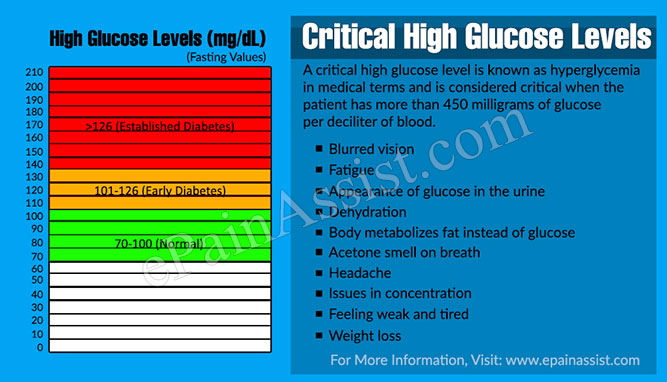 High Glucose Levels (mg/dL)
(Fasting Values)
210
200
190
180
170
160
150
140
130
120
110
100
90
80
70
60
50
40
30
20
10
0
>126 (Established Diabetes)
101-126 (Early Diabetes)
70-100 (Normal)
Critical High Glucose Levels
A critical high glucose level is known as hyperglycemia
in medical terms and is considered critical when the
patient has more than 450 milligrams of glucose
per deciliter of blood.
■ Blurred vision
■ Fatigue
■ Appearance of glucose in the urine
■ Dehydration
■ Body metabolizes fat instead of glucose
■ Acetone smell on breath
■ Headache
■ Issues in concentration
■ Feeling weak and tired
■ Weight loss
For More Information, Visit: www.epainassist.com
ePainAssist.com